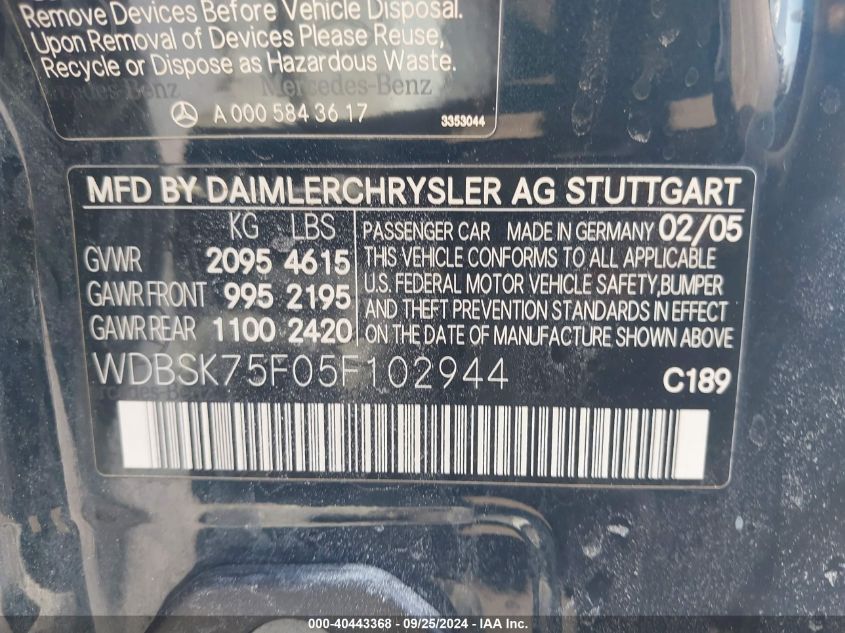 Remove Devices Before Vehicle Disposal.
Upon Removal of Devices Please Reuse,
Recycle or Dispose as Hazardous Waste.
Mercedes-Benz
A 000 584 36 17
3353044
MFD BY DAIMLERCHRYSLER AG STUTTGART
KG LBS
GVWR 2095 4615
GAWR FRONT 995 2195
GAWR REAR 1100 2420
PASSENGER CAR MADE IN GERMANY 02/05
THIS VEHICLE CONFORMS TO ALL APPLICABLE
U.S. FEDERAL MOTOR VEHICLE SAFETY,BUMPER
AND THEFT PREVENTION STANDARDS IN EFFECT
ON THE DATE OF MANUFACTURING SHOWN ABOVE
WDBSK75F05F102944
C189
000-40443368 - 09/25/2024 - IAAI.COM